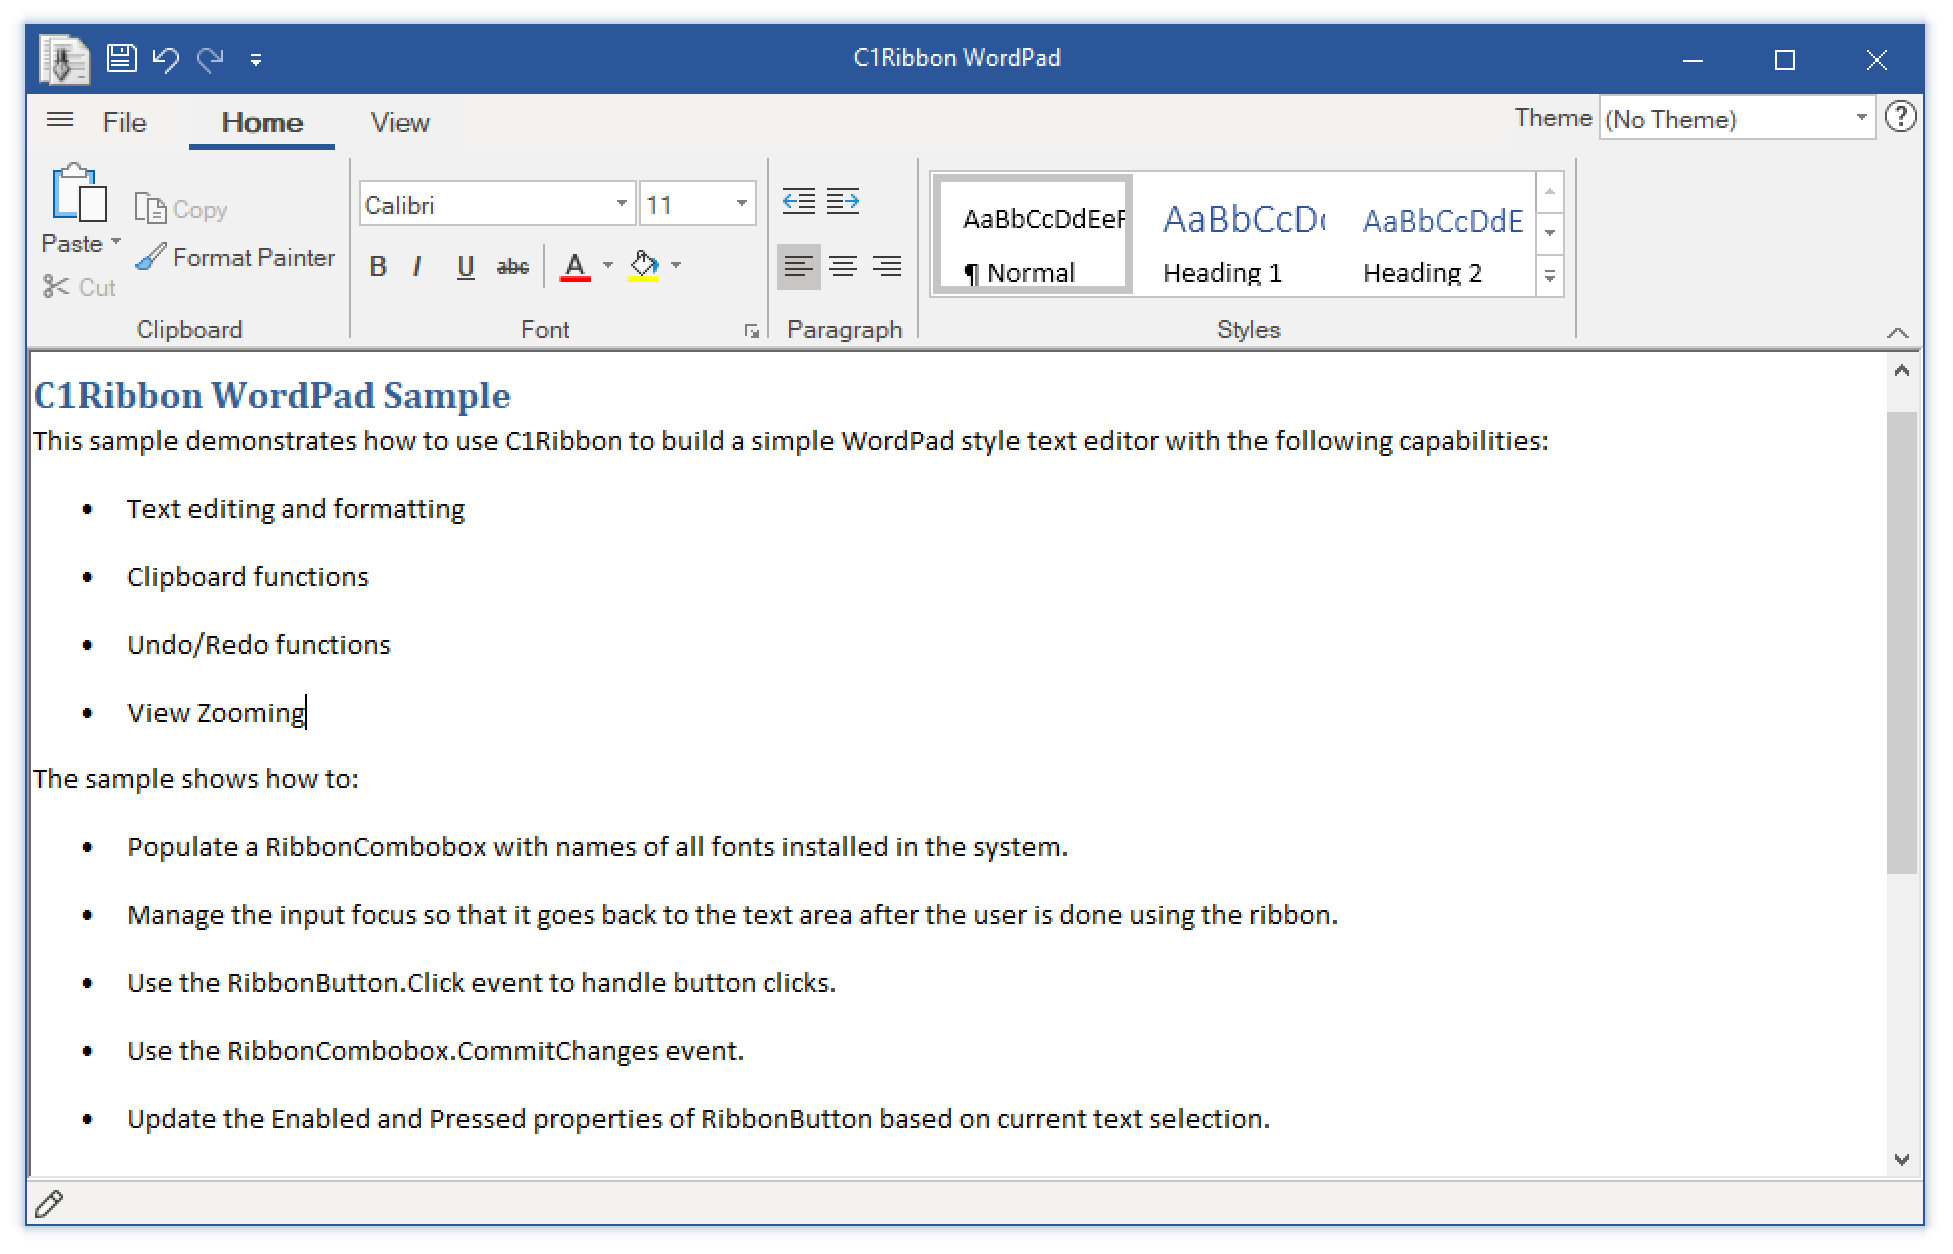 C1Ribbon WordPad
File Home View Theme (No Theme)
Paste
Copy
Format Painter
Cut
Clipboard
Calibri 11
B I U abc A
Font
Paragraph
AaBbCcDdEeF AaBbCcDd AaBbCcDdE
¶ Normal Heading 1 Heading 2
Styles
C1Ribbon WordPad Sample
This sample demonstrates how to use C1Ribbon to build a simple WordPad style text editor with the following capabilities:
• Text editing and formatting
• Clipboard functions
• Undo/Redo functions
• View Zooming
The sample shows how to:
• Populate a RibbonCombobox with names of all fonts installed in the system.
• Manage the input focus so that it goes back to the text area after the user is done using the ribbon.
• Use the RibbonButton.Click event to handle button clicks.
• Use the RibbonCombobox.CommitChanges event.
• Update the Enabled and Pressed properties of RibbonButton based on current text selection.